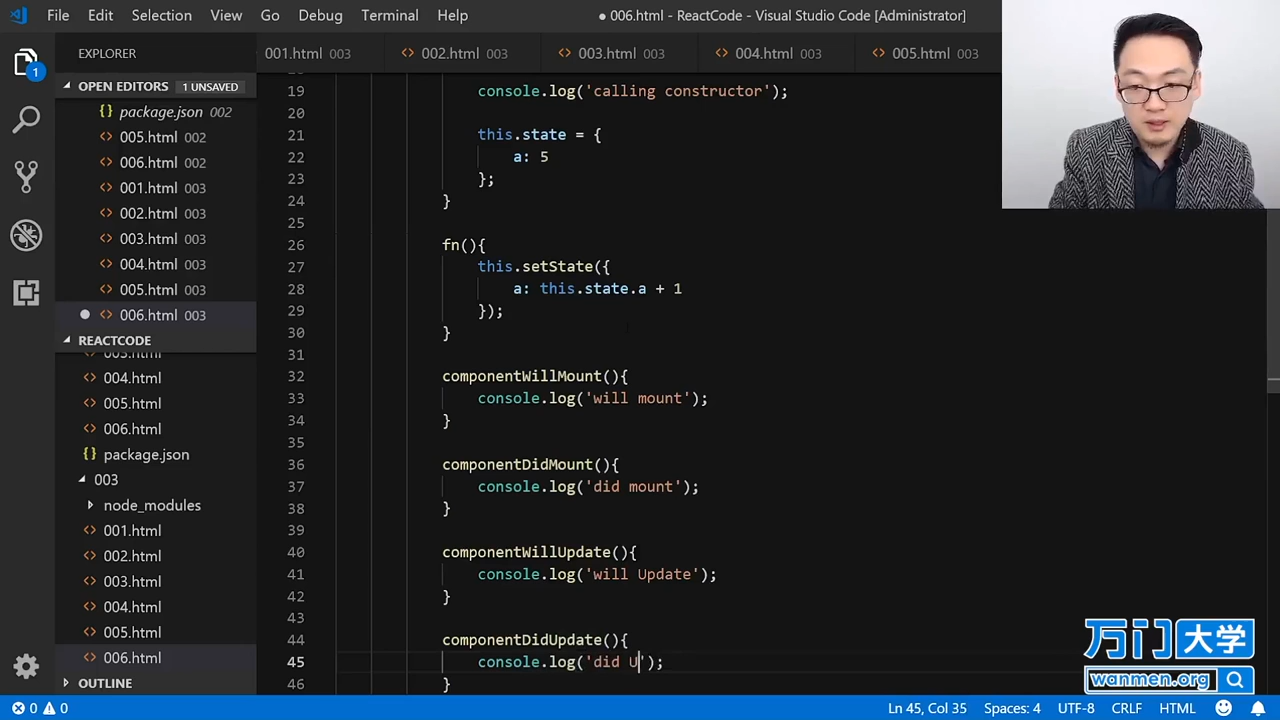 File Edit Selection View Go Debug Terminal Help
● 006.html - ReactCode - Visual Studio Code [Administrator]
EXPLORER
001.html 003
002.html 003
003.html 003
004.html 003
005.html 003
OPEN EDITORS 1 UNSAVED
package.json 002
005.html 002
006.html 002
001.html 003
002.html 003
003.html 003
004.html 003
005.html 003
006.html 003
REACTCODE
003.html
004.html
005.html
006.html
package.json
003
node_modules
001.html
002.html
003.html
004.html
005.html
006.html
OUTLINE
19 console.log('calling constructor');
20
21 this.state = {
22 a: 5
23 };
24 }
25
26 fn(){
27 this.setState({
28 a: this.state.a + 1
29 });
30 }
31
32 componentWillMount(){
33 console.log('will mount');
34 }
35
36 componentDidMount(){
37 console.log('did mount');
38 }
39
40 componentWillUpdate(){
41 console.log('will Update');
42 }
43
44 componentDidUpdate(){
45 console.log('did U');
46 }
万门大学
wanmen.org
0 0 Ln 45, Col 35 Spaces: 4 UTF-8 CRLF HTML